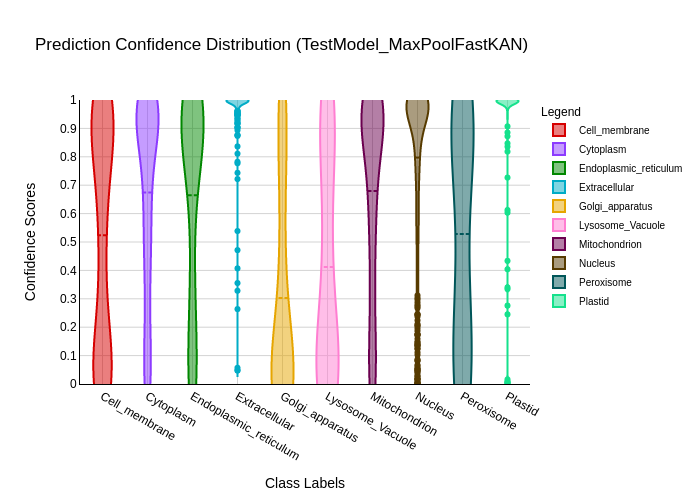 Prediction Confidence Distribution (TestModel_MaxPoolFastKAN)
Legend
Cell_membrane
Cytoplasm
Endoplasmic_reticulum
Extracellular
Golgi_apparatus
Lysosome_Vacuole
Mitochondrion
Nucleus
Peroxisome
Plastid
Confidence Scores
1
0.9
0.8
0.7
0.6
0.5
0.4
0.3
0.2
0.1
0
Cell_membrane
Cytoplasm
Endoplasmic_reticulum
Extracellular
Golgi_apparatus
Lysosome_Vacuole
Mitochondrion
Nucleus
Peroxisome
Plastid
Class Labels